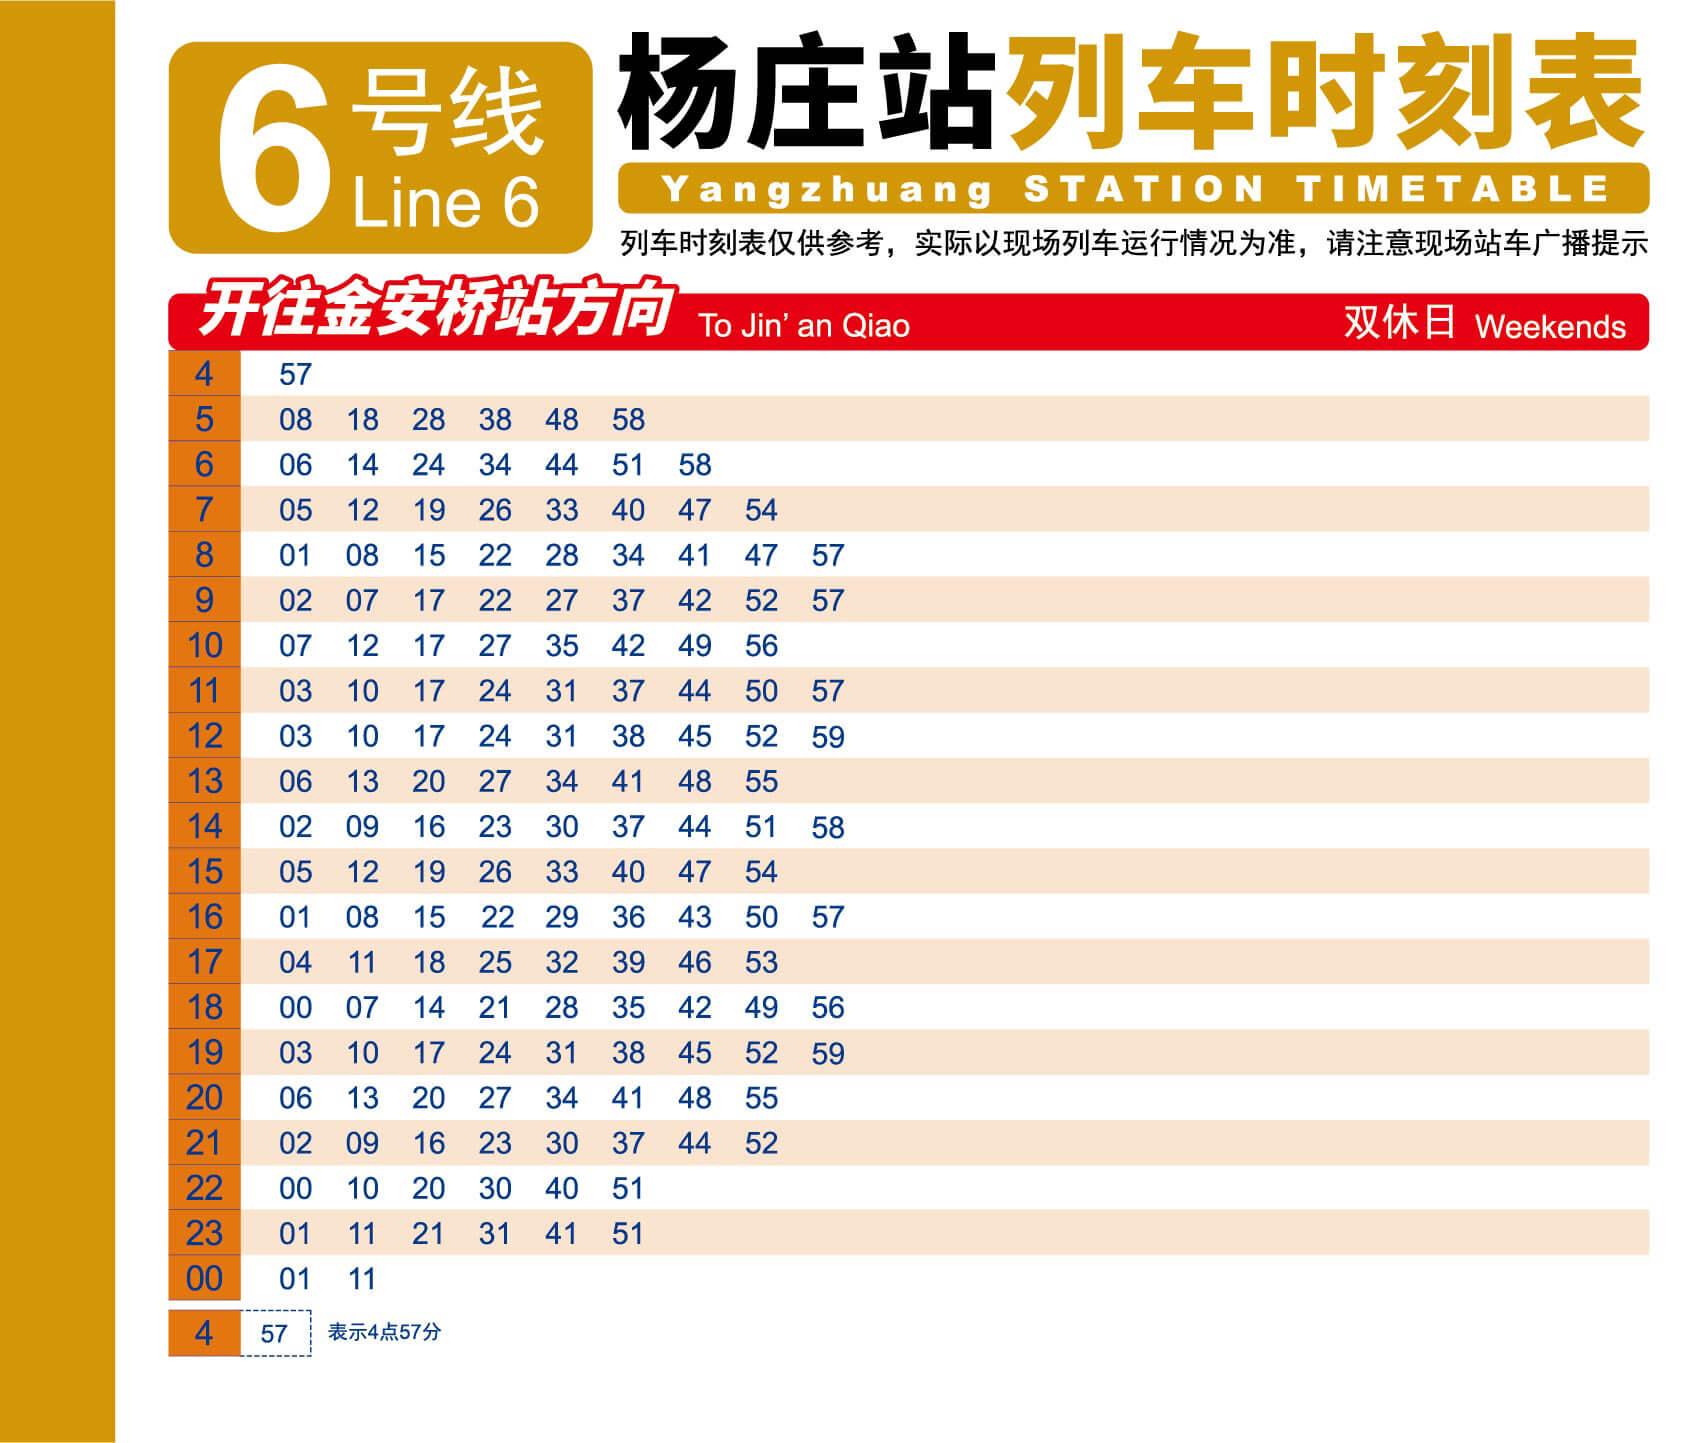 6号线
Line 6
杨庄站列车时刻表
Yangzhuang STATION TIMETABLE
列车时刻表仅供参考，实际以现场列车运行情况为准，请注意现场站车广播提示
开往金安桥站方向 To Jin' an Qiao 双休日 Weekends
4 57
5 08 18 28 38 48 58
6 06 14 24 34 44 51 58
7 05 12 19 26 33 40 47 54
8 01 08 15 22 28 34 41 47 57
9 02 07 17 22 27 37 42 52 57
10 07 12 17 27 35 42 49 56
11 03 10 17 24 31 37 44 50 57
12 03 10 17 24 31 38 45 52 59
13 06 13 20 27 34 41 48 55
14 02 09 16 23 30 37 44 51 58
15 05 12 19 26 33 40 47 54
16 01 08 15 22 29 36 43 50 57
17 04 11 18 25 32 39 46 53
18 00 07 14 21 28 35 42 49 56
19 03 10 17 24 31 38 45 52 59
20 06 13 20 27 34 41 48 55
21 02 09 16 23 30 37 44 52
22 00 10 20 30 40 51
23 01 11 21 31 41 51
00 01 11
4 57 表示4点57分